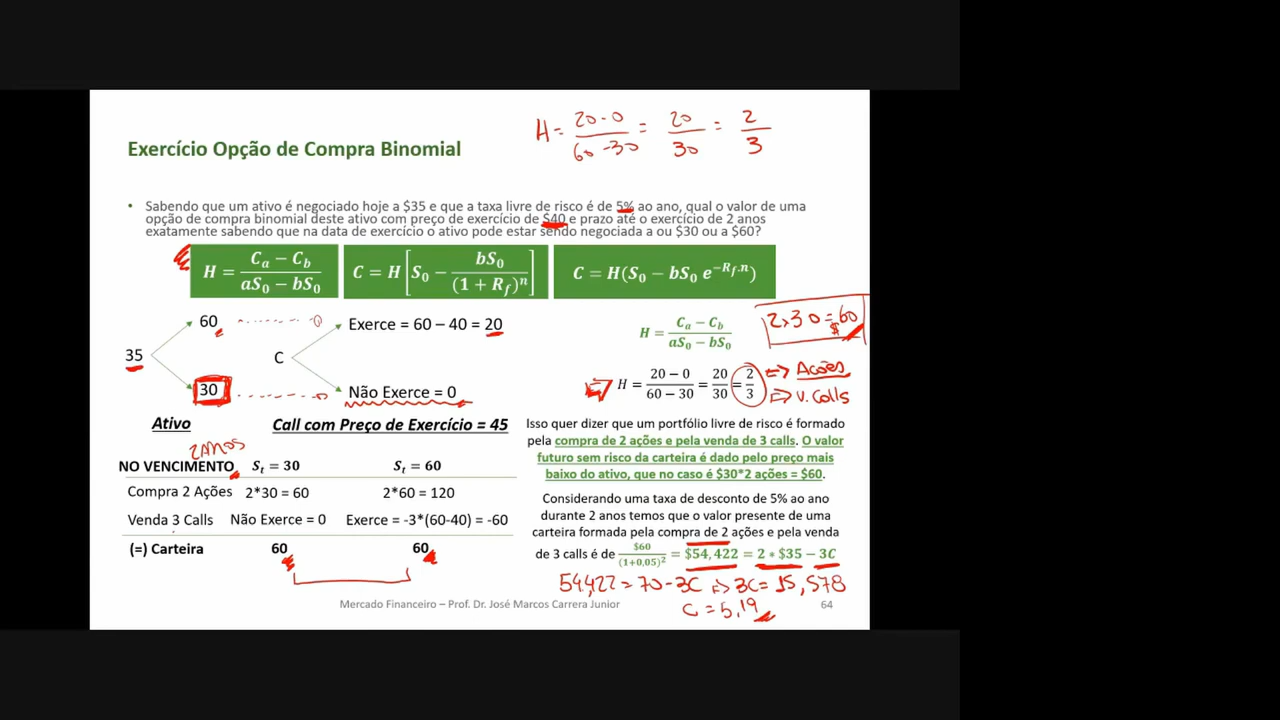 H = 20-0 / 60-30 = 20 / 30 = 2 / 3
Exercício Opção de Compra Binomial
• Sabendo que um ativo é negociado hoje a $35 e que a taxa livre de risco é de 5% ao ano, qual o valor de uma
opção de compra binomial deste ativo com preço de exercício de $40 e prazo até o exercício de 2 anos
exatamente sabendo que na data de exercício o ativo pode estar sendo negociada a ou $30 ou a $60?
H = (C_a − C_b) / (aS_0 − bS_0)
C = H[S_0 − bS_0 / (1 + R_f)^n]
C = H(S_0 − bS_0 e^{−R_f.n})
60
35
30
Ativo
Exerce = 60 – 40 = 20
C
Não Exerce = 0
Call com Preço de Exercício = 45
H = (C_a − C_b) / (aS_0 − bS_0)
2 x 30 = $60
H = (20 − 0) / (60 − 30) = 20 / 30 = 2 / 3
⇒ Ações
⇒ V. Calls
Isso quer dizer que um portfólio livre de risco é formado
pela compra de 2 ações e pela venda de 3 calls. O valor
futuro sem risco da carteira é dado pelo preço mais
baixo do ativo, que no caso é $30*2 ações = $60.
2 ANOS
NO VENCIMENTO S_t = 30 S_t = 60
Compra 2 Ações 2*30 = 60 2*60 = 120
Venda 3 Calls Não Exerce = 0 Exerce = -3*(60-40) = -60
(=) Carteira 60 60
Considerando uma taxa de desconto de 5% ao ano
durante 2 anos temos que o valor presente de uma
carteira formada pela compra de 2 ações e pela venda
de 3 calls é de $60 / (1+0,05)^2 = $54,422 = 2 ∗ $35 − 3C
54,422 = 70 - 3C ⇒ 3C = 15,578
C = 5,19
Mercado Financeiro – Prof. Dr. José Marcos Carrera Junior
64